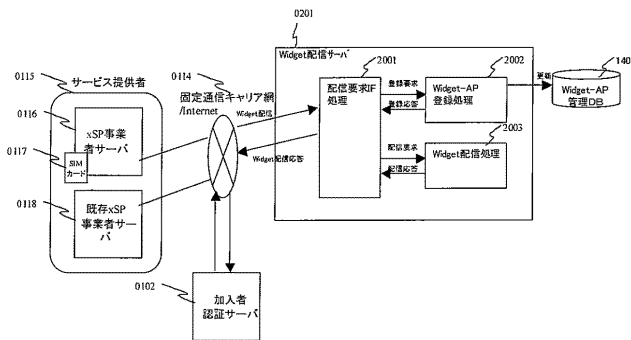 0201
Widget配信サーバ
2001
2002
140
0115
サービス提供者
0114
固定通信キャリア網
/Internet
Widget配信
Widget配信応答
配信要求IF
処理
登録要求
登録応答
Widget-AP
登録処理
更新
Widget-AP
管理DB
2003
配信要求
配信応答
Widget配信処理
0116
xSP事業
者サーバ
0117
SIM
カード
0118
既存xSP
事業者サー
バ
0102
加入者
認証サーバ